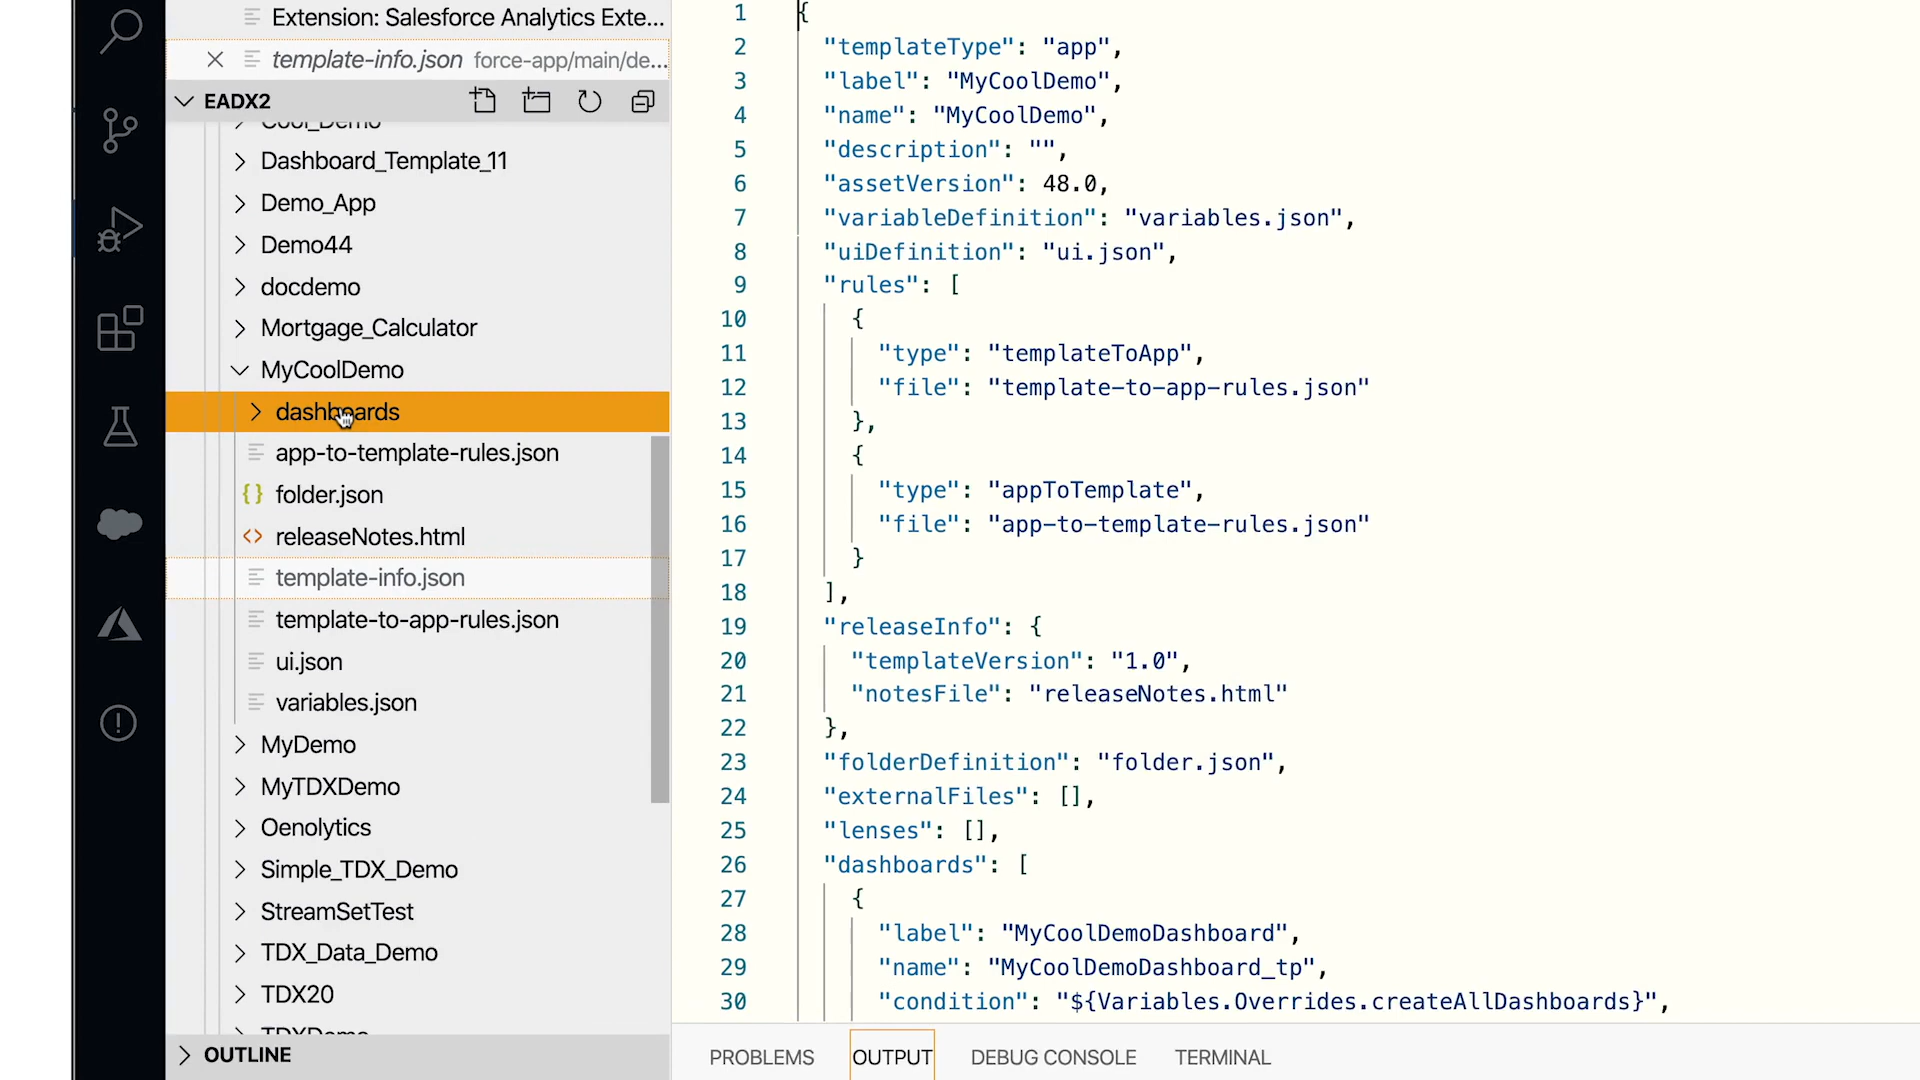 Extension: Salesforce Analytics Exte...
template-info.json force-app/main/de...
EADX2
Cool_Demo
Dashboard_Template_11
Demo_App
Demo44
docdemo
Mortgage_Calculator
MyCoolDemo
dashboards
app-to-template-rules.json
folder.json
releaseNotes.html
template-info.json
template-to-app-rules.json
ui.json
variables.json
MyDemo
MyTDXDemo
Oenolytics
Simple_TDX_Demo
StreamSetTest
TDX_Data_Demo
TDX20
TDXDemo
OUTLINE
1 {
2 "templateType": "app",
3 "label": "MyCoolDemo",
4 "name": "MyCoolDemo",
5 "description": "",
6 "assetVersion": 48.0,
7 "variableDefinition": "variables.json",
8 "uiDefinition": "ui.json",
9 "rules": [
10 {
11 "type": "templateToApp",
12 "file": "template-to-app-rules.json"
13 },
14 {
15 "type": "appToTemplate",
16 "file": "app-to-template-rules.json"
17 }
18 ],
19 "releaseInfo": {
20 "templateVersion": "1.0",
21 "notesFile": "releaseNotes.html"
22 },
23 "folderDefinition": "folder.json",
24 "externalFiles": [],
25 "lenses": [],
26 "dashboards": [
27 {
28 "label": "MyCoolDemoDashboard",
29 "name": "MyCoolDemoDashboard_tp",
30 "condition": "${Variables.Overrides.createAllDashboards}",
PROBLEMS OUTPUT DEBUG CONSOLE TERMINAL